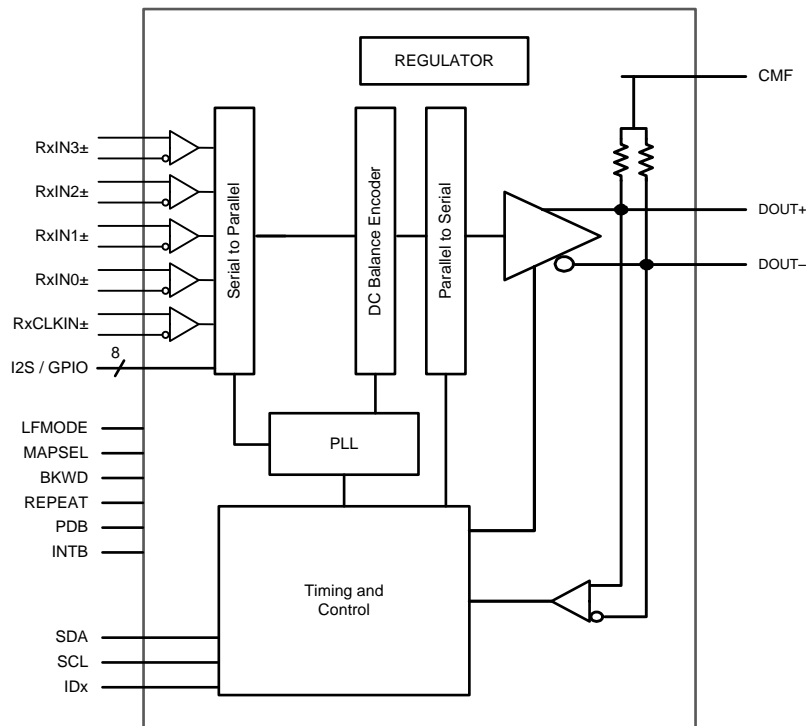 REGULATOR
CMF
RxIN3±
RxIN2±
RxIN1±
RxIN0±
RxCLKIN±
I2S / GPIO
8
Serial to Parallel
DC Balance Encoder
Parallel to Serial
DOUT+
DOUT–
LFMODE
MAPSEL
BKWD
REPEAT
PDB
INTB
PLL
Timing and
Control
SDA
SCL
IDx